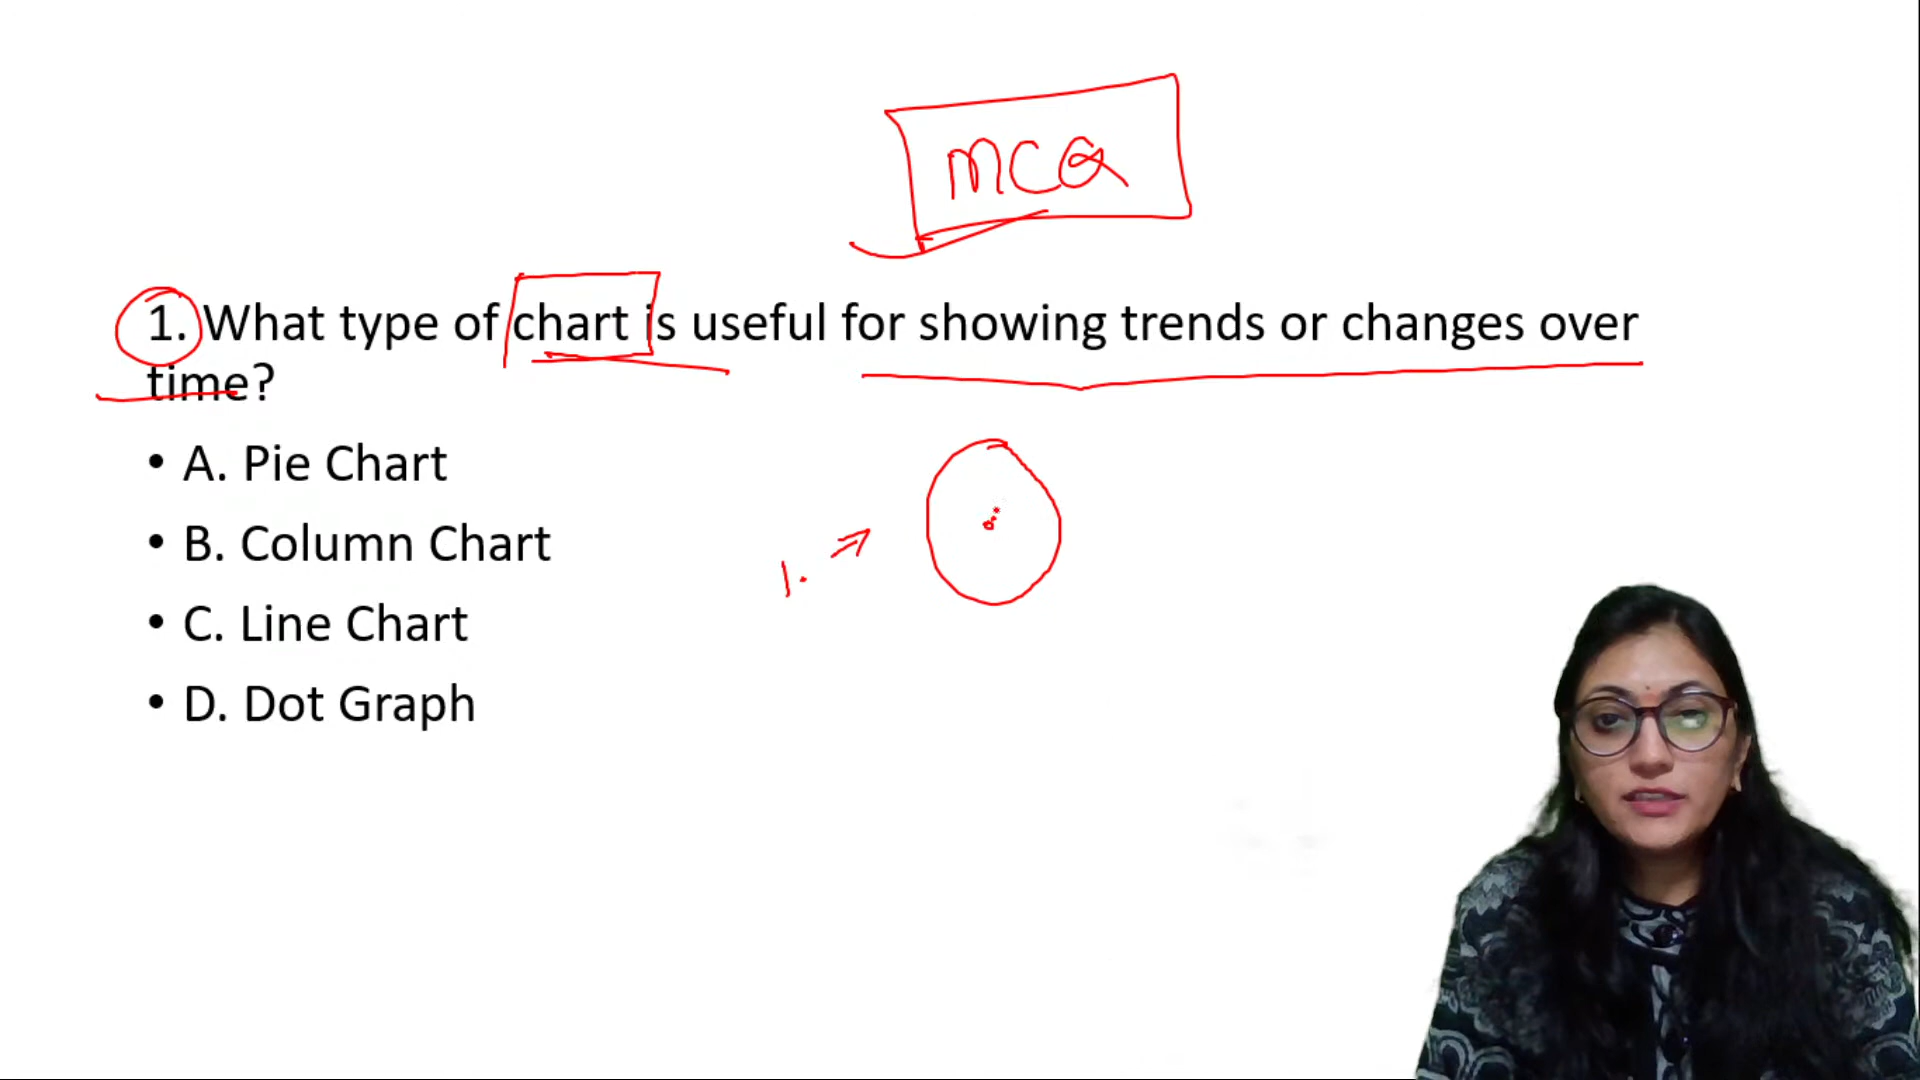 MCQ
1. What type of chart is useful for showing trends or changes over
time?
• A. Pie Chart
• B. Column Chart
• C. Line Chart
• D. Dot Graph
1. ⇒